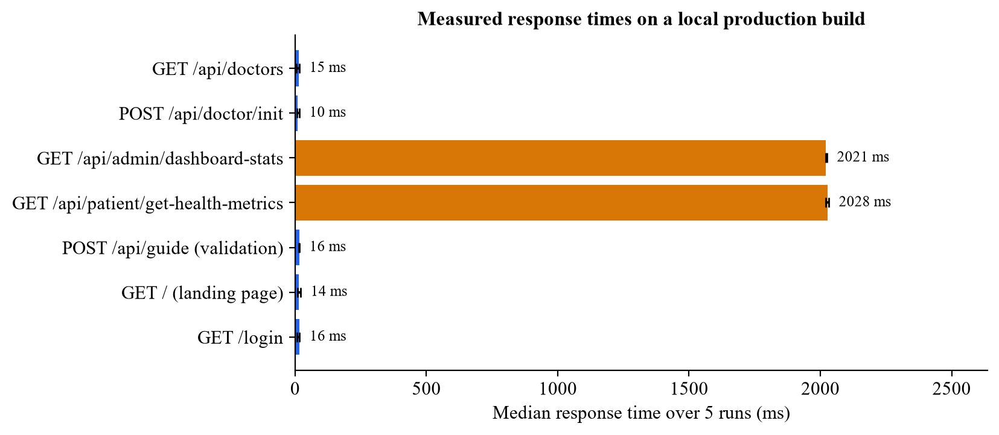 Measured response times on a local production build
GET /api/doctors
15 ms
POST /api/doctor/init
10 ms
GET /api/admin/dashboard-stats
2021 ms
GET /api/patient/get-health-metrics
2028 ms
POST /api/guide (validation)
16 ms
GET / (landing page)
14 ms
GET /login
16 ms
0 500 1000 1500 2000 2500
Median response time over 5 runs (ms)